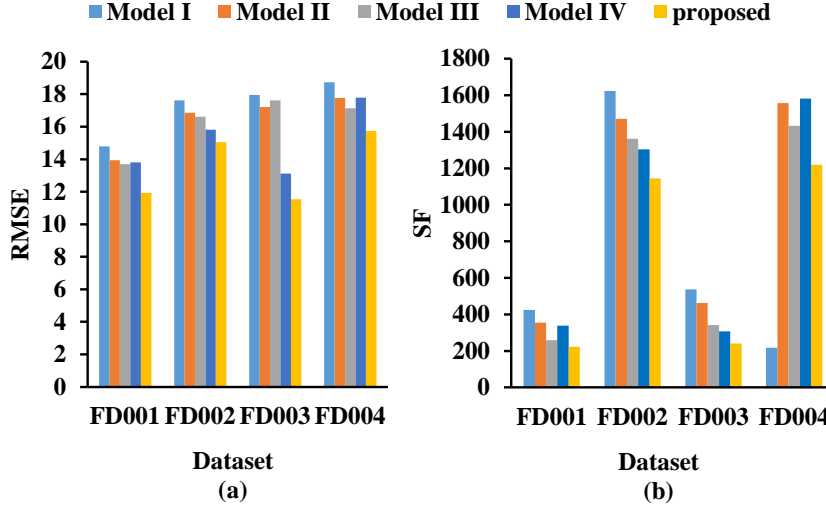 Model I Model II Model III Model IV proposed
20
18
16
14
12
10
8
6
4
2
0
RMSE
FD001 FD002 FD003 FD004
Dataset
(a)
1800
1600
1400
1200
1000
800
600
400
200
0
SF
FD001 FD002 FD003 FD004
Dataset
(b)